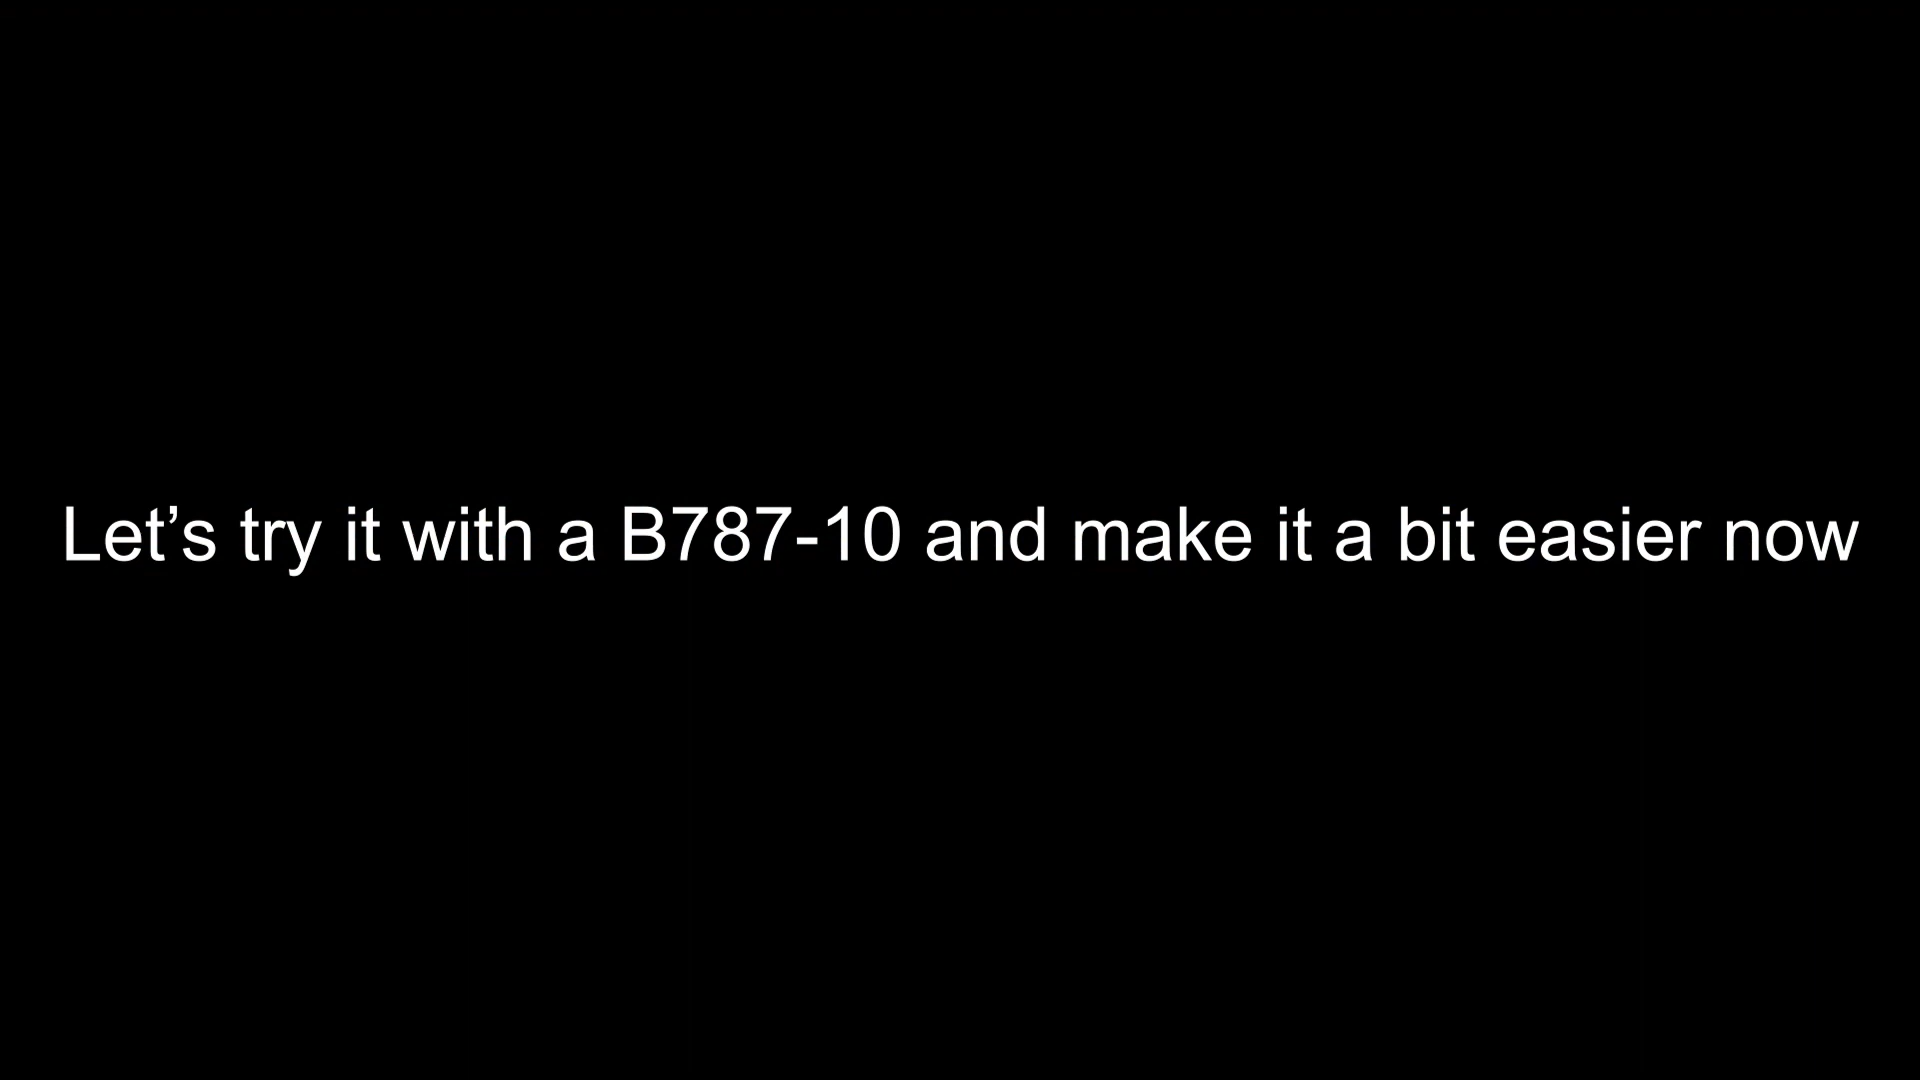 Let’s try it with a B787-10 and make it a bit easier now